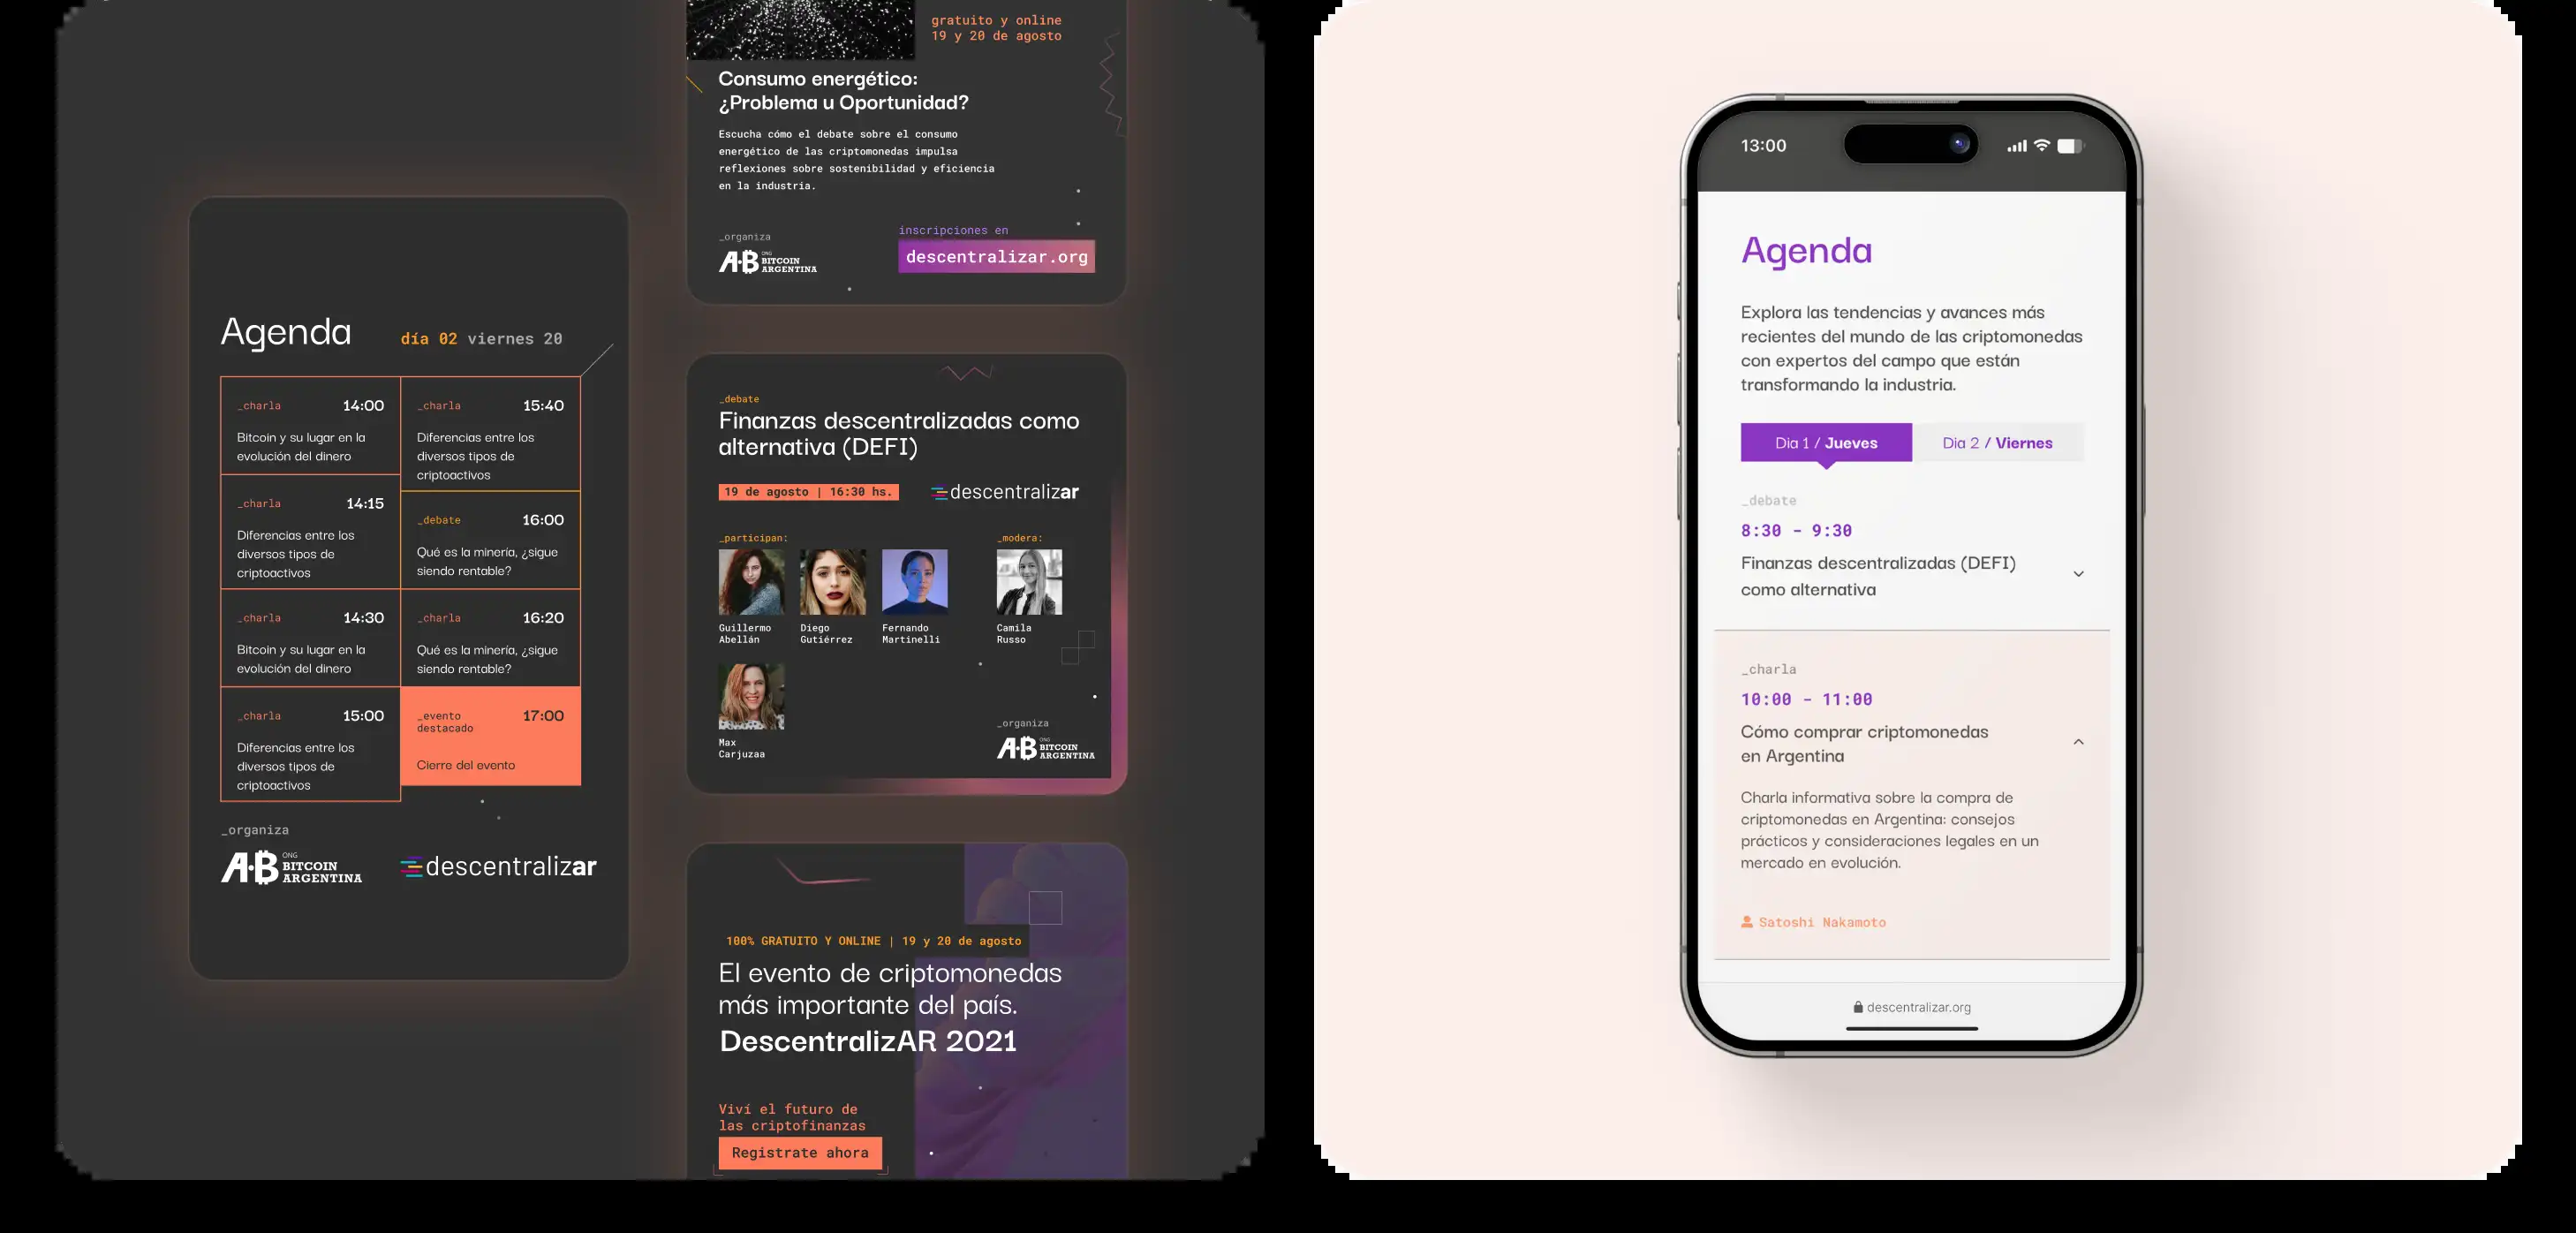 Agenda
día 02 viernes 20
_charla 14:00
Bitcoin y su lugar en la
evolución del dinero
_charla 14:15
Diferencias entre los
diversos tipos de
criptoactivos
_charla 14:30
Bitcoin y su lugar en la
evolución del dinero
_charla 15:00
Diferencias entre los
diversos tipos de
criptoactivos
_charla 15:40
Diferencias entre los
diversos tipos de
criptoactivos
_debate 16:00
Qué es la minería, ¿sigue
siendo rentable?
_charla 16:20
Qué es la minería, ¿sigue
siendo rentable?
_evento
destacado
17:00
Cierre del evento
_organiza
A·B
ONG
BITCOIN
ARGENTINA
descentralizar
gratuito y online
19 y 20 de agosto
Consumo energético:
¿Problema u Oportunidad?
Escucha cómo el debate sobre el consumo
energético de las criptomonedas impulsa
reflexiones sobre sostenibilidad y eficiencia
en la industria.
_organiza
A·B
ONG
BITCOIN
ARGENTINA
inscripciones en
descentralizar.org
_debate
Finanzas descentralizadas como
alternativa (DEFI)
19 de agosto | 16:30 hs.
descentralizar
_participan:
Guillermo
Abellán
Diego
Gutiérrez
Fernando
Martinelli
_modera:
Camila
Russo
Max
Carjuzaa
_organiza
A·B
ONG
BITCOIN
ARGENTINA
100% GRATUITO Y ONLINE | 19 y 20 de agosto
El evento de criptomonedas
más importante del país.
DescentralizAR 2021
Viví el futuro de
las criptofinanzas
Registrate ahora
13:00
Agenda
Explora las tendencias y avances más
recientes del mundo de las criptomonedas
con expertos del campo que están
transformando la industria.
Dia 1 / Jueves
Dia 2 / Viernes
_debate
8:30 - 9:30
Finanzas descentralizadas (DEFI)
como alternativa
_charla
10:00 - 11:00
Cómo comprar criptomonedas
en Argentina
Charla informativa sobre la compra de
criptomonedas en Argentina: consejos
prácticos y consideraciones legales en un
mercado en evolución.
Satoshi Nakamoto
descentralizar.org